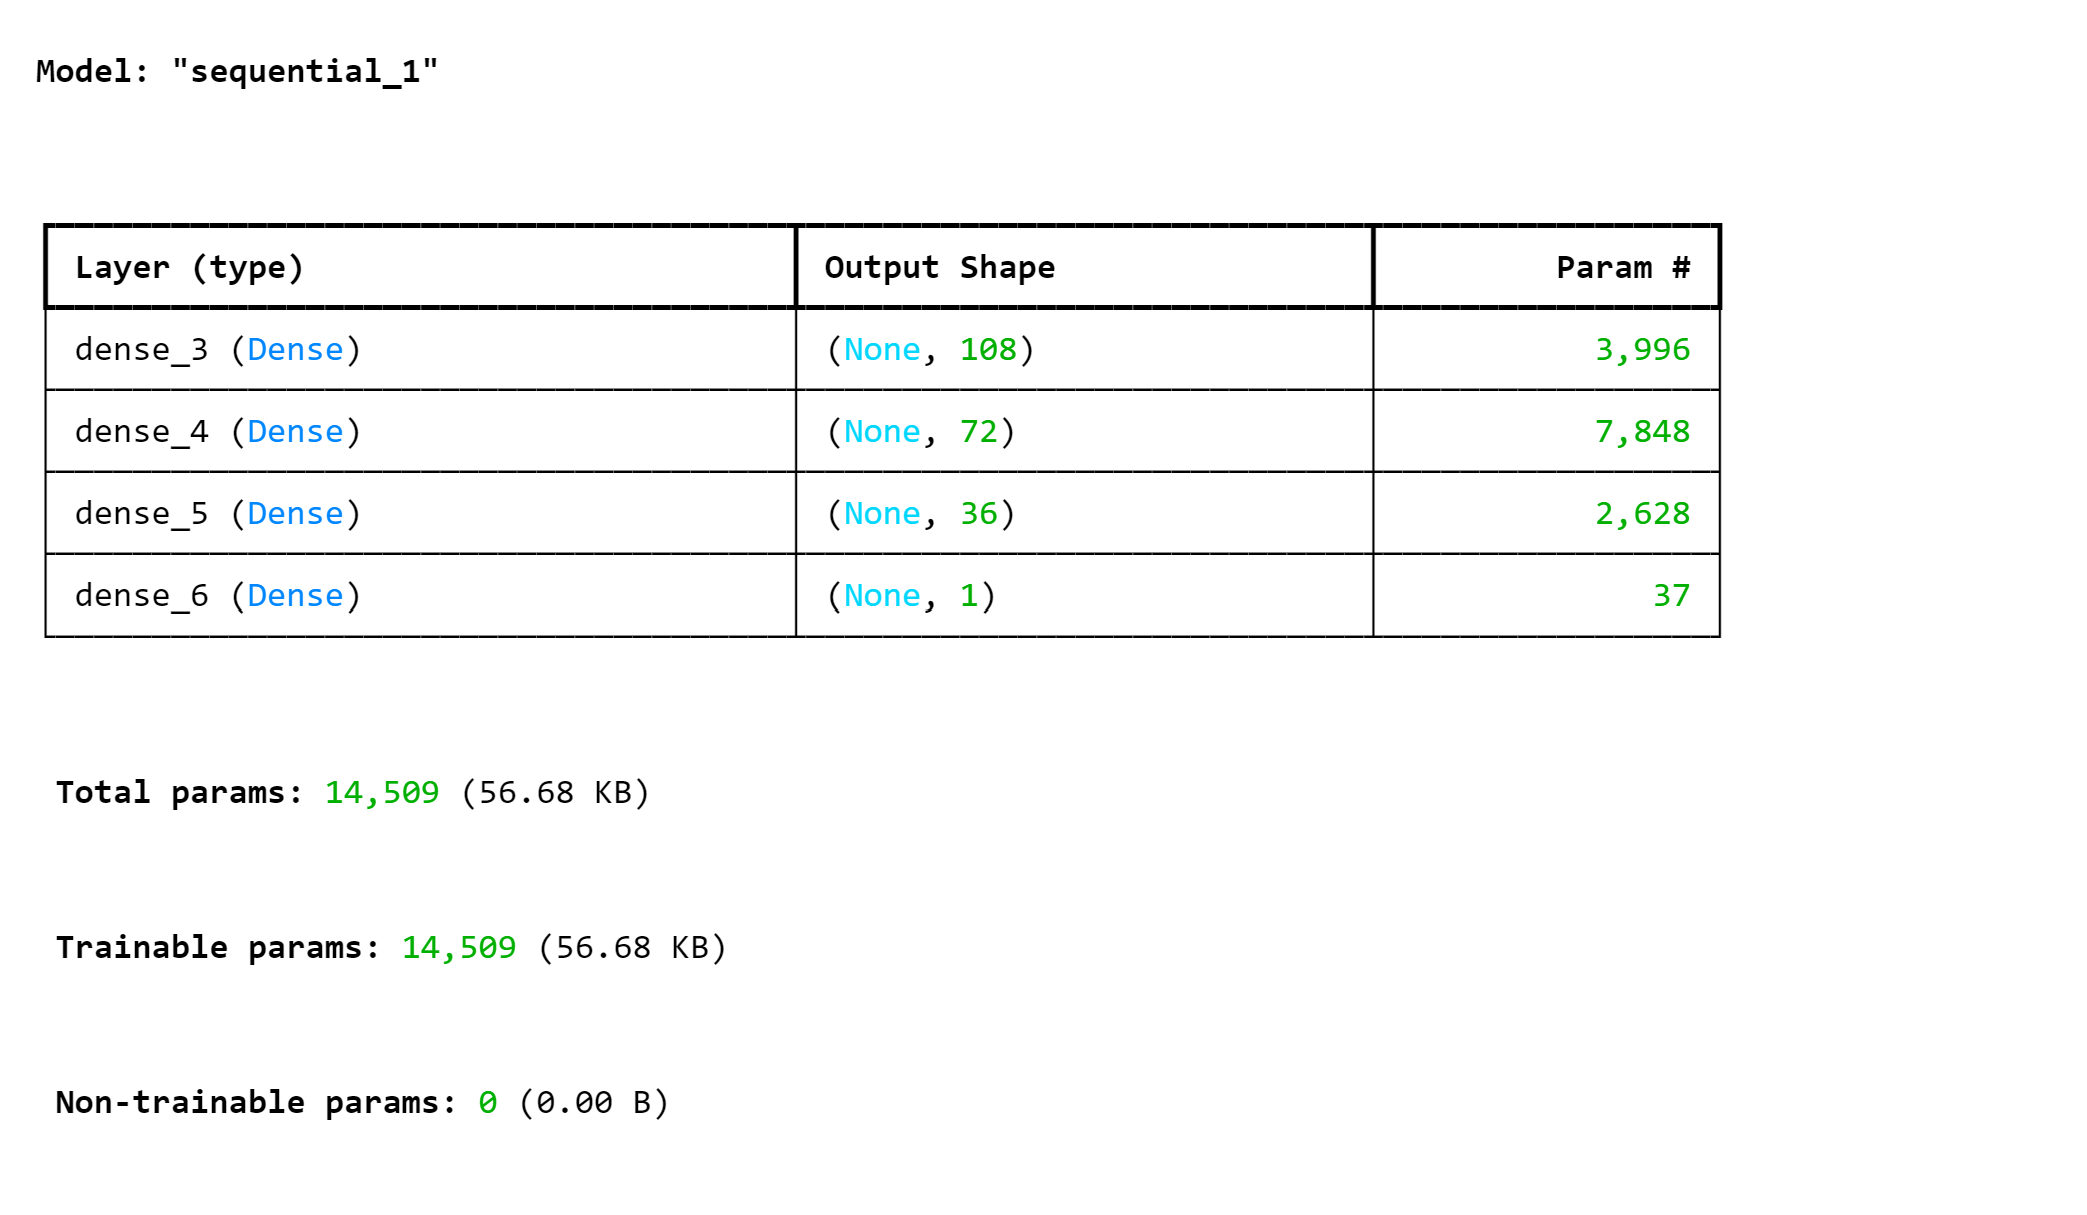 Model: "sequential_1"
Layer (type) Output Shape Param #
dense_3 (Dense) (None, 108) 3,996
dense_4 (Dense) (None, 72) 7,848
dense_5 (Dense) (None, 36) 2,628
dense_6 (Dense) (None, 1) 37
Total params: 14,509 (56.68 KB)
Trainable params: 14,509 (56.68 KB)
Non-trainable params: 0 (0.00 B)